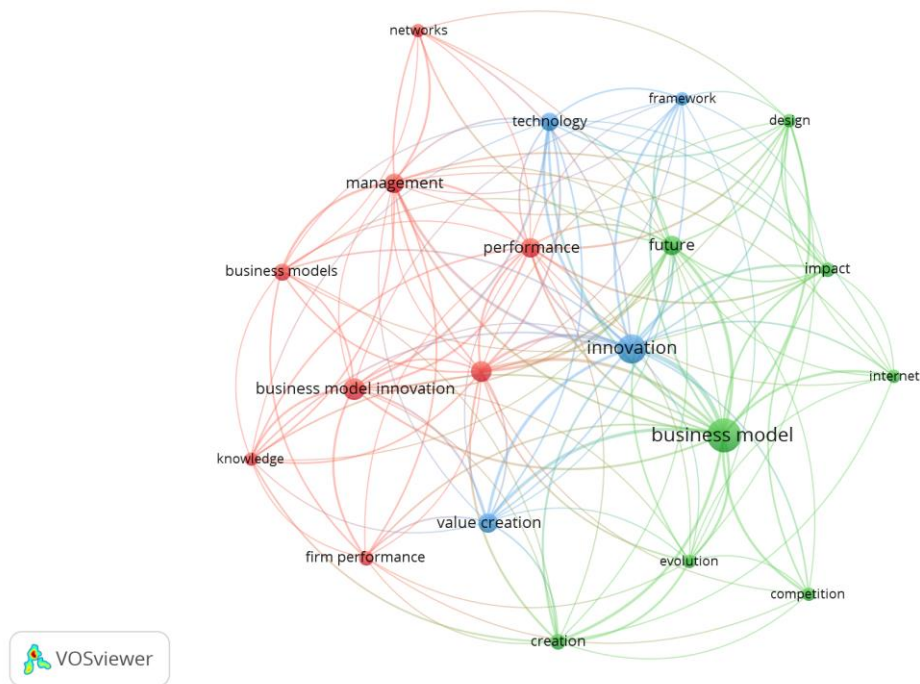 networks
framework
technology
design
management
performance
future
business models
impact
innovation
internet
business model innovation
business model
knowledge
value creation
firm performance
evolution
competition
creation
VOSviewer